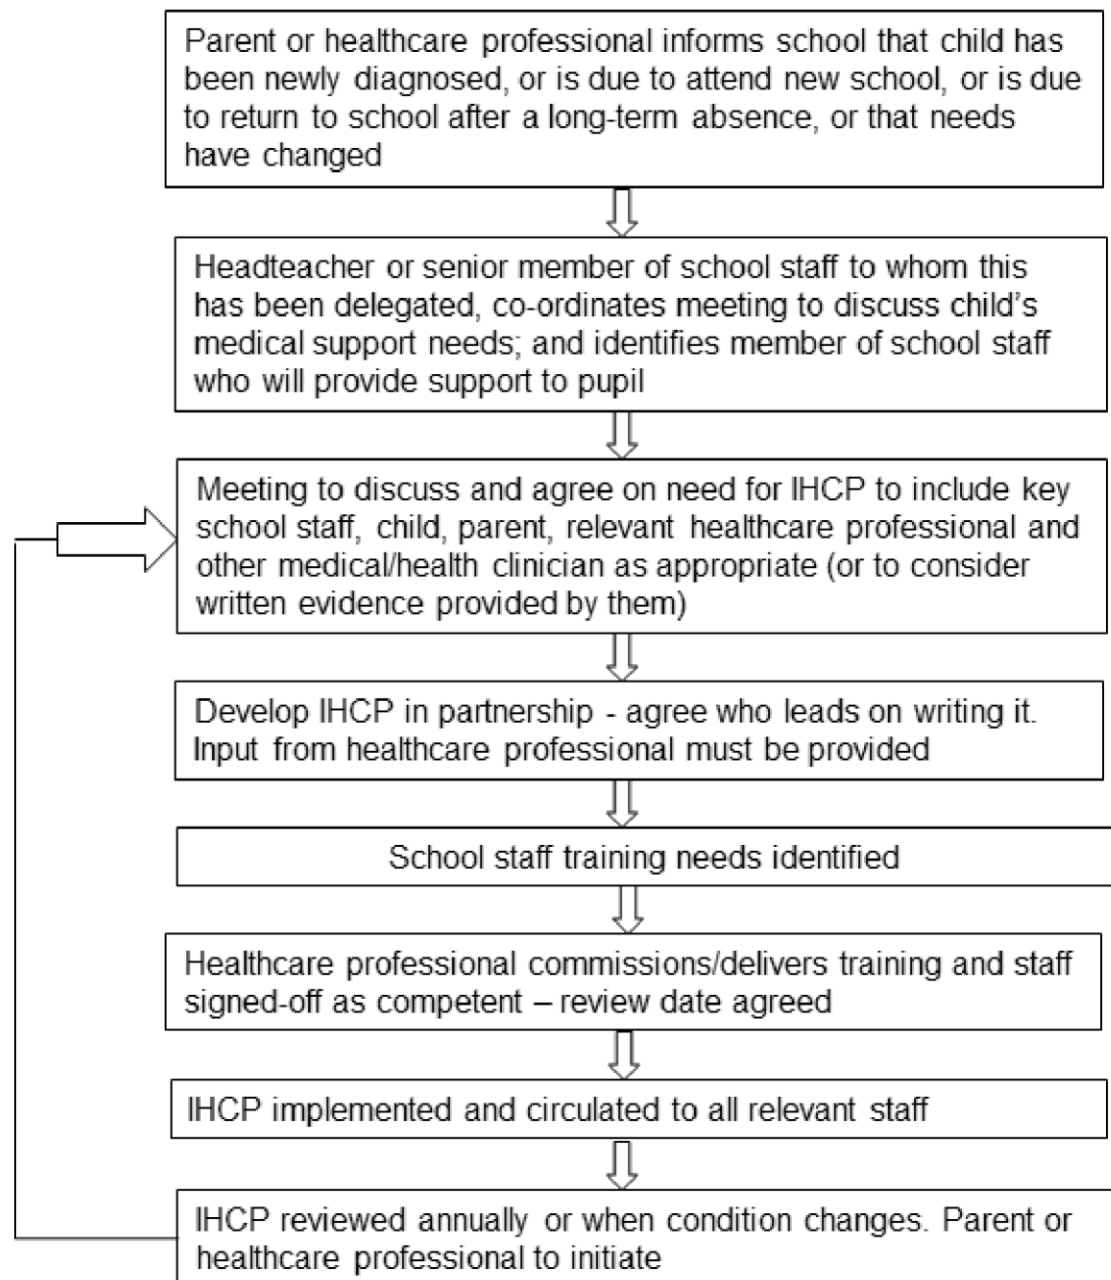 Parent or healthcare professional informs school that child has
been newly diagnosed, or is due to attend new school, or is due
to return to school after a long-term absence, or that needs
have changed
Headteacher or senior member of school staff to whom this
has been delegated, co-ordinates meeting to discuss child's
medical support needs; and identifies member of school staff
who will provide support to pupil
Meeting to discuss and agree on need for IHCP to include key
school staff, child, parent, relevant healthcare professional and
other medical/health clinician as appropriate (or to consider
written evidence provided by them)
Develop IHCP in partnership - agree who leads on writing it.
Input from healthcare professional must be provided
School staff training needs identified
Healthcare professional commissions/delivers training and staff
signed-off as competent – review date agreed
IHCP implemented and circulated to all relevant staff
IHCP reviewed annually or when condition changes. Parent or
healthcare professional to initiate